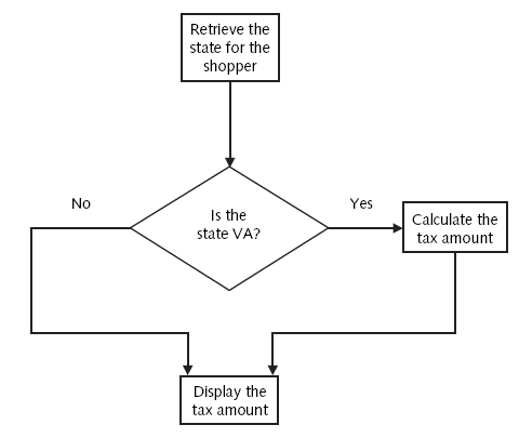 Retrieve the
state for the
shopper
No
Is the
state VA?
Yes
Calculate the
tax amount
Display the
tax amount